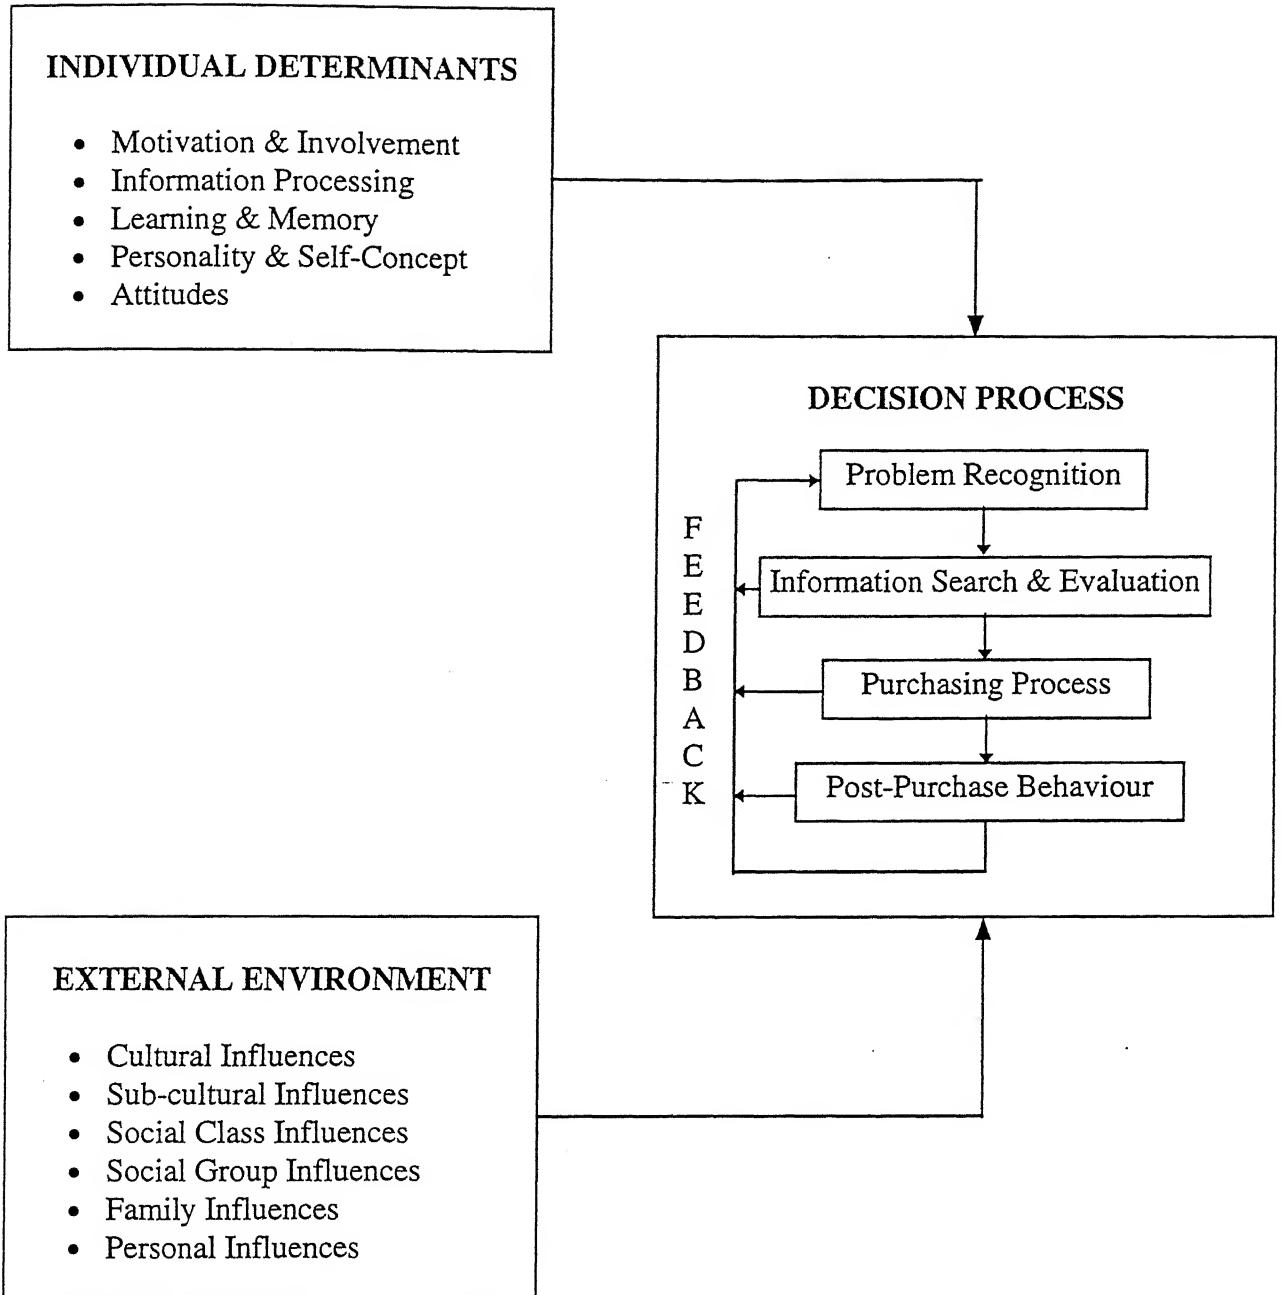 INDIVIDUAL DETERMINANTS
• Motivation & Involvement
• Information Processing
• Learning & Memory
• Personality & Self-Concept
• Attitudes
DECISION PROCESS
Problem Recognition
Information Search & Evaluation
Purchasing Process
Post-Purchase Behaviour
F
E
E
D
B
A
C
K
EXTERNAL ENVIRONMENT
• Cultural Influences
• Sub-cultural Influences
• Social Class Influences
• Social Group Influences
• Family Influences
• Personal Influences